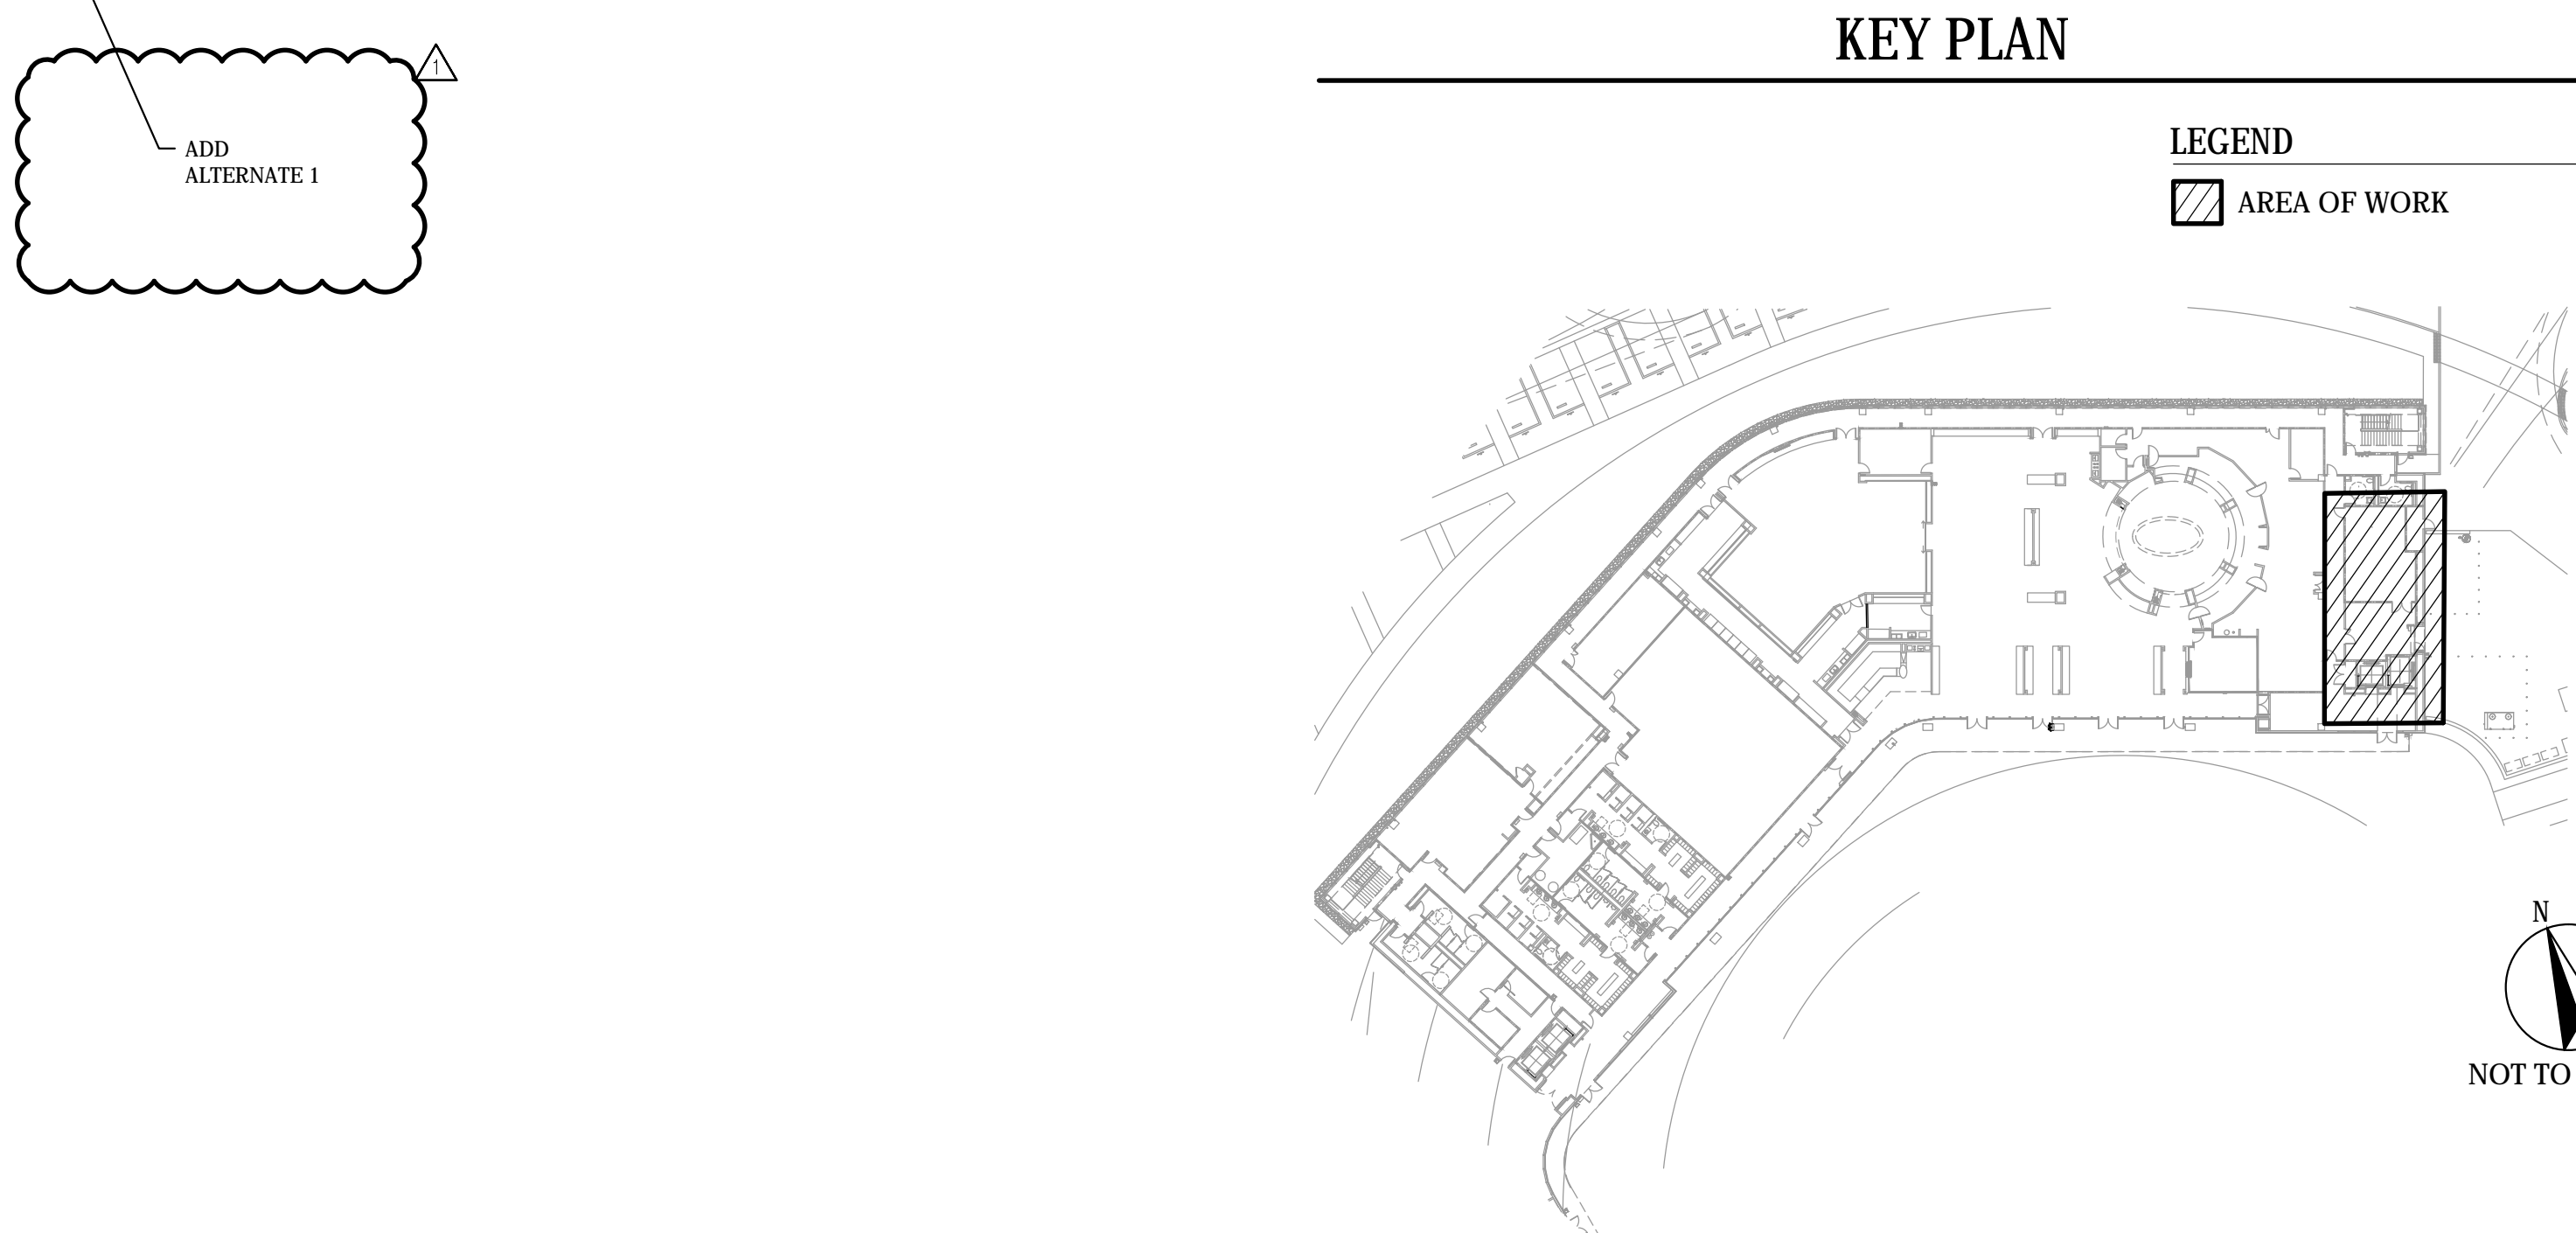 KEY PLAN
1
ADD
ALTERNATE 1
LEGEND
AREA OF WORK
N
NOT TO